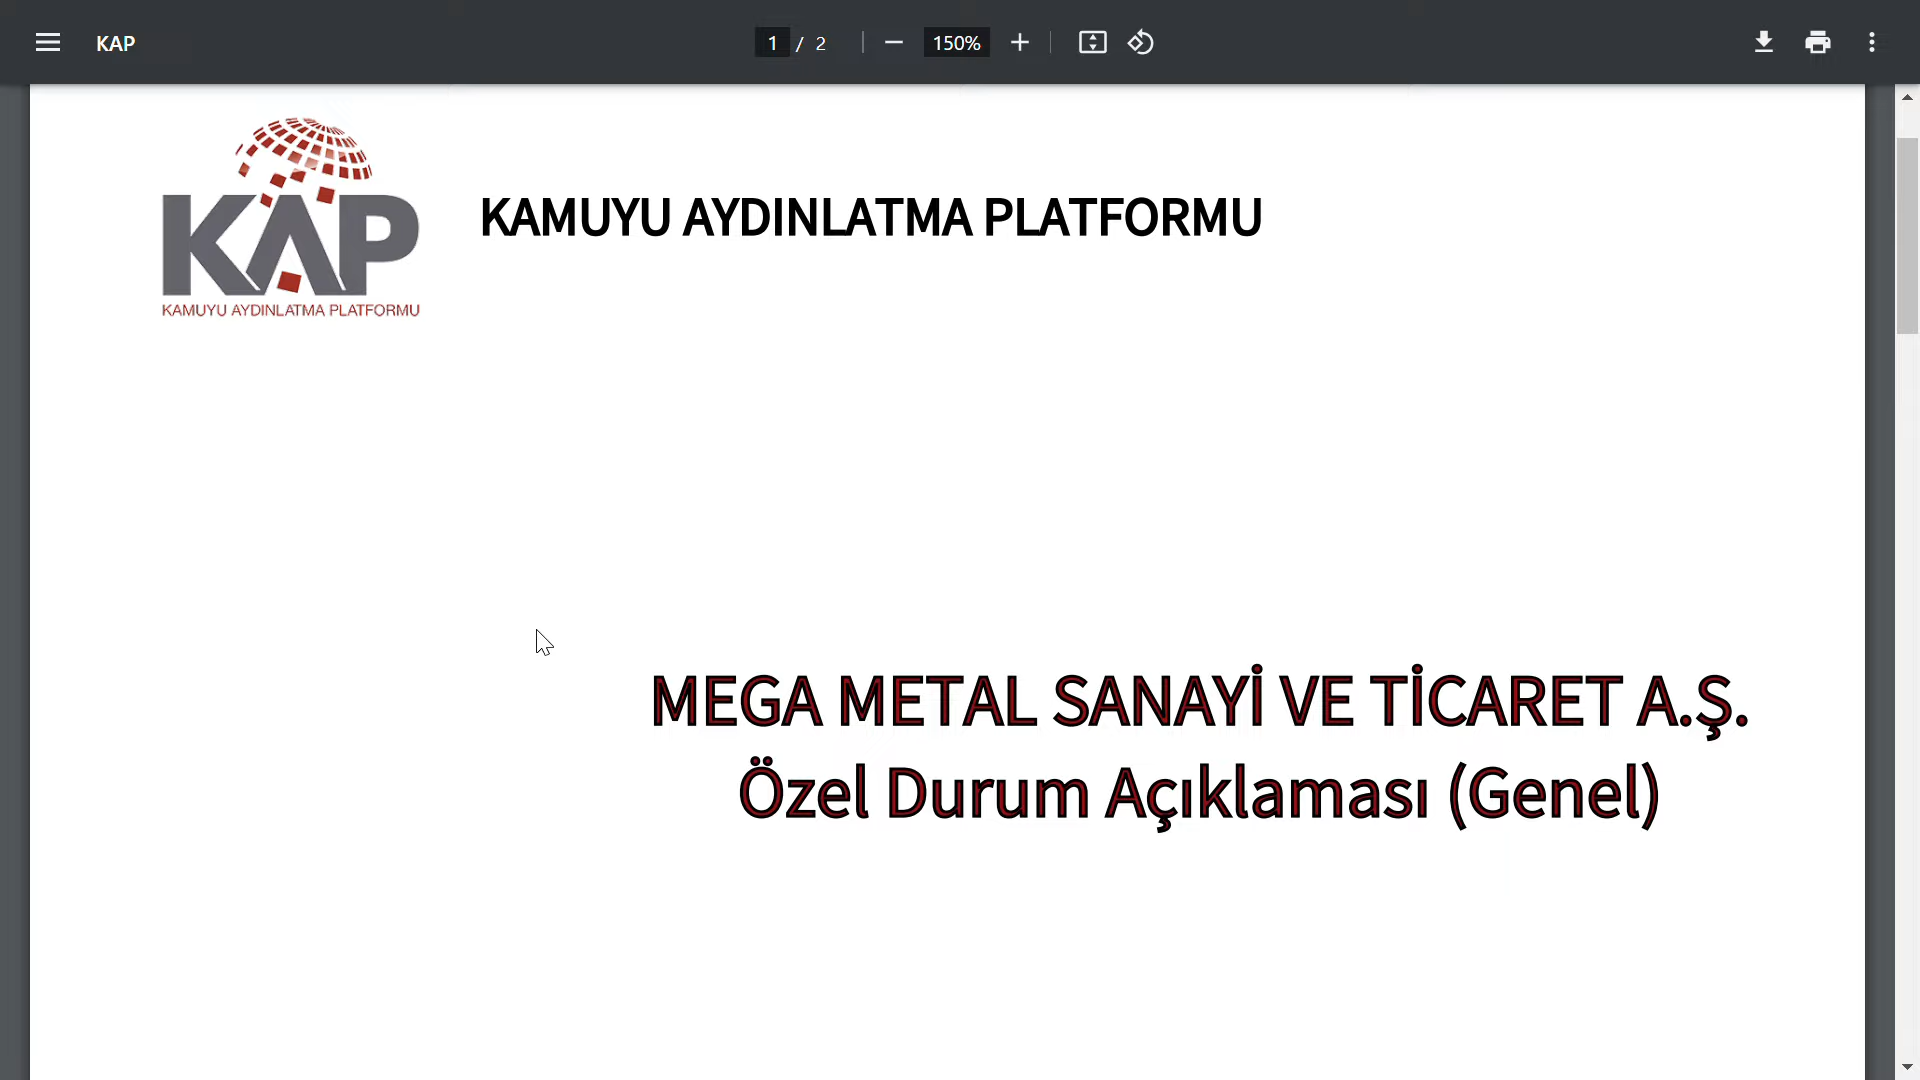 KAP
1 / 2
150%
KAP
KAMUYU AYDINLATMA PLATFORMU
KAMUYU AYDINLATMA PLATFORMU
MEGA METAL SANAYİ VE TİCARET A.Ş.
Özel Durum Açıklaması (Genel)